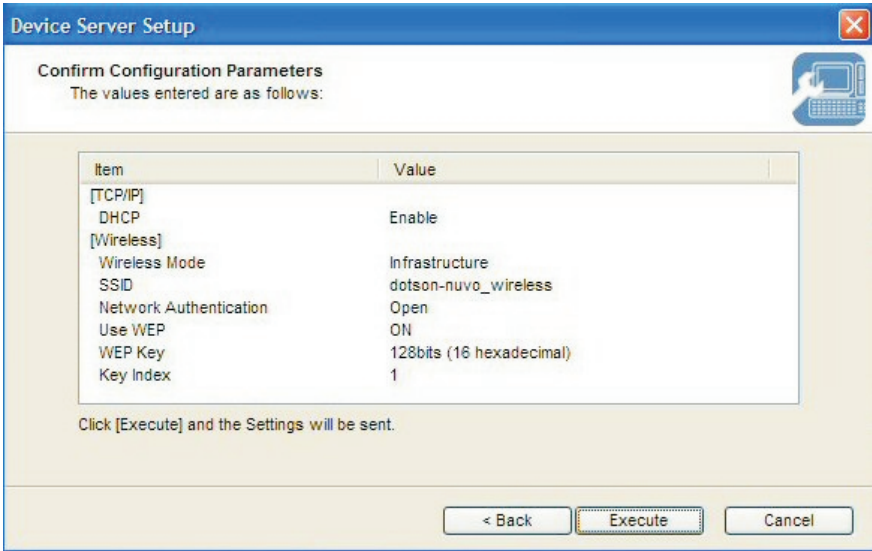 Device Server Setup
Confirm Configuration Parameters
The values entered are as follows:
Item Value
[TCP/IP]
DHCP Enable
[Wireless]
Wireless Mode Infrastructure
SSID dotson-nuvo_wireless
Network Authentication Open
Use WEP ON
WEP Key 128bits (16 hexadecimal)
Key Index 1
Click [Execute] and the Settings will be sent.
< Back Execute Cancel